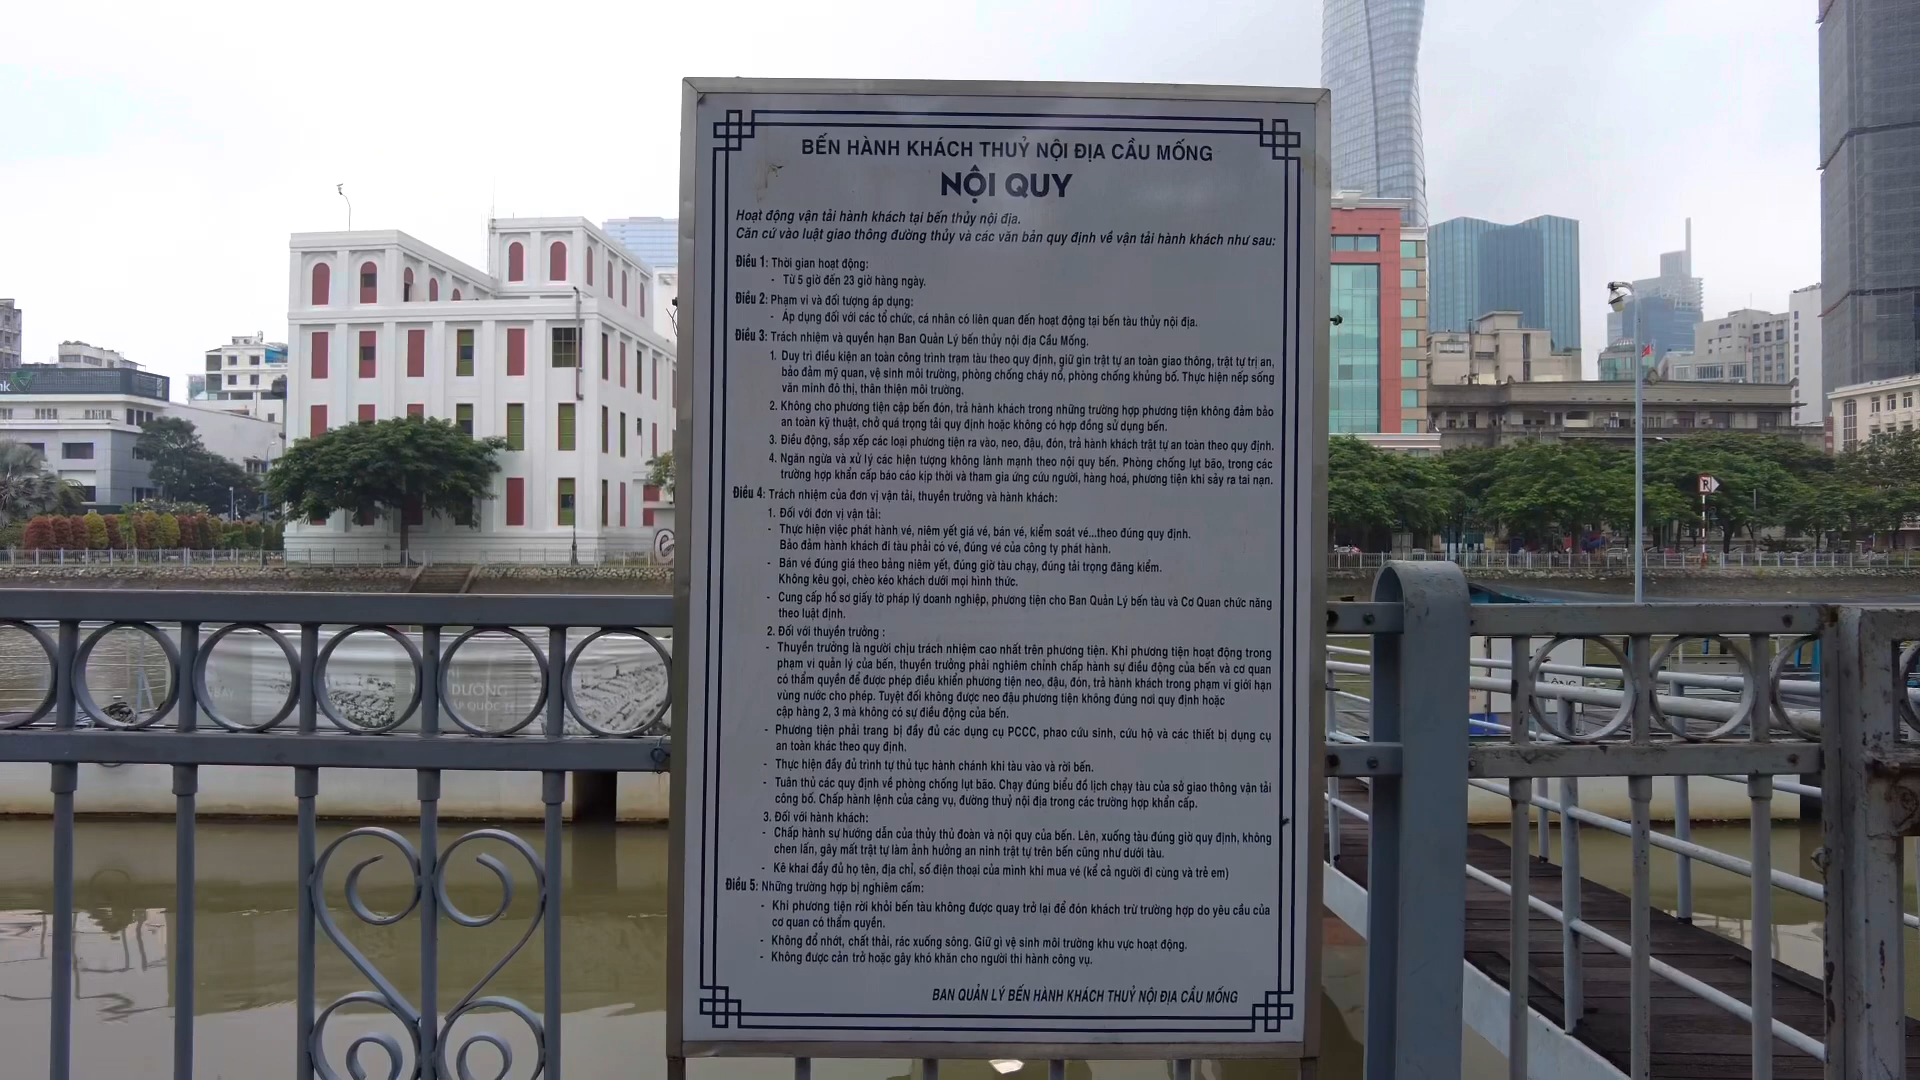 BẾN HÀNH KHÁCH THUỶ NỘI ĐỊA CẦU MỐNG
NỘI QUY
Hoạt động vận tải hành khách tại bến thủy nội địa.
Căn cứ vào luật giao thông đường thủy và các văn bản quy định về vận tải hành khách như sau:
Điều 1: Thời gian hoạt động:
- Từ 5 giờ đến 23 giờ hàng ngày.
Điều 2: Phạm vi và đối tượng áp dụng:
- Áp dụng đối với các tổ chức, cá nhân có liên quan đến hoạt động tại bến tàu thủy nội địa.
Điều 3: Trách nhiệm và quyền hạn Ban Quản Lý bến thủy nội địa Cầu Mống.
1. Duy trì điều kiện an toàn công trình trạm tàu theo quy định, giữ gìn trật tự an toàn giao thông, trật tự trị an,
bảo đảm mỹ quan, vệ sinh môi trường, phòng chống cháy nổ, phòng chống khủng bố. Thực hiện nếp sống
văn minh đô thị, thân thiện môi trường.
2. Không cho phương tiện cập bến đón, trả hành khách trong những trường hợp phương tiện không đảm bảo
an toàn kỹ thuật, chở quá trọng tải quy định hoặc không có hợp đồng sử dụng bến.
3. Điều động, sắp xếp các loại phương tiện ra vào, neo, đậu, đón, trả hành khách trật tự an toàn theo quy định.
4. Ngăn ngừa và xử lý các hiện tượng không lành mạnh theo nội quy bến. Phòng chống lụt bão, trong các
trường hợp khẩn cấp báo cáo kịp thời và tham gia ứng cứu người, hàng hoá, phương tiện khi sảy ra tai nạn.
Điều 4: Trách nhiệm của đơn vị vận tải, thuyền trưởng và hành khách:
1. Đối với đơn vị vận tải:
- Thực hiện việc phát hành vé, niêm yết giá vé, bán vé, kiểm soát vé...theo đúng quy định.
Bảo đảm hành khách đi tàu phải có vé, đúng vé của công ty phát hành.
- Bán vé đúng giá theo bảng niêm yết, đúng giờ tàu chạy, đúng tải trọng đăng kiểm.
Không kêu gọi, chèo kéo khách dưới mọi hình thức.
- Cung cấp hồ sơ giấy tờ pháp lý doanh nghiệp, phương tiện cho Ban Quản Lý bến tàu và Cơ Quan chức năng
theo luật định.
2. Đối với thuyền trưởng :
- Thuyền trưởng là người chịu trách nhiệm cao nhất trên phương tiện. Khi phương tiện hoạt động trong
phạm vi quản lý của bến, thuyền trưởng phải nghiêm chỉnh chấp hành sự điều động của bến và cơ quan
có thẩm quyền để được phép điều khiển phương tiện neo, đậu, đón, trả hành khách trong phạm vi giới hạn
vùng nước cho phép. Tuyệt đối không được neo đậu phương tiện không đúng nơi quy định hoặc
cập hàng 2, 3 mà không có sự điều động của bến.
- Phương tiện phải trang bị đầy đủ các dụng cụ PCCC, phao cứu sinh, cứu hộ và các thiết bị dụng cụ
an toàn khác theo quy định.
- Thực hiện đầy đủ trình tự thủ tục hành chánh khi tàu vào và rời bến.
- Tuân thủ các quy định về phòng chống lụt bão. Chạy đúng biểu đồ lịch chạy tàu của sở giao thông vận tải
công bố. Chấp hành lệnh của cảng vụ, đường thuỷ nội địa trong các trường hợp khẩn cấp.
3. Đối với hành khách:
- Chấp hành sự hướng dẫn của thủy thủ đoàn và nội quy của bến. Lên, xuống tàu đúng giờ quy định, không
chen lấn, gây mất trật tự làm ảnh hưởng an ninh trật tự trên bến cũng như dưới tàu.
- Kê khai đầy đủ họ tên, địa chỉ, số điện thoại của mình khi mua vé (kể cả người đi cùng và trẻ em)
Điều 5: Những trường hợp bị nghiêm cấm:
- Khi phương tiện rời khỏi bến tàu không được quay trở lại để đón khách trừ trường hợp do yêu cầu của
cơ quan có thẩm quyền.
- Không đổ nhớt, chất thải, rác xuống sông. Giữ gì vệ sinh môi trường khu vực hoạt động.
- Không được cản trở hoặc gây khó khăn cho người thi hành công vụ.
BAN QUẢN LÝ BẾN HÀNH KHÁCH THUỶ NỘI ĐỊA CẦU MỐNG
DƯƠNG
R